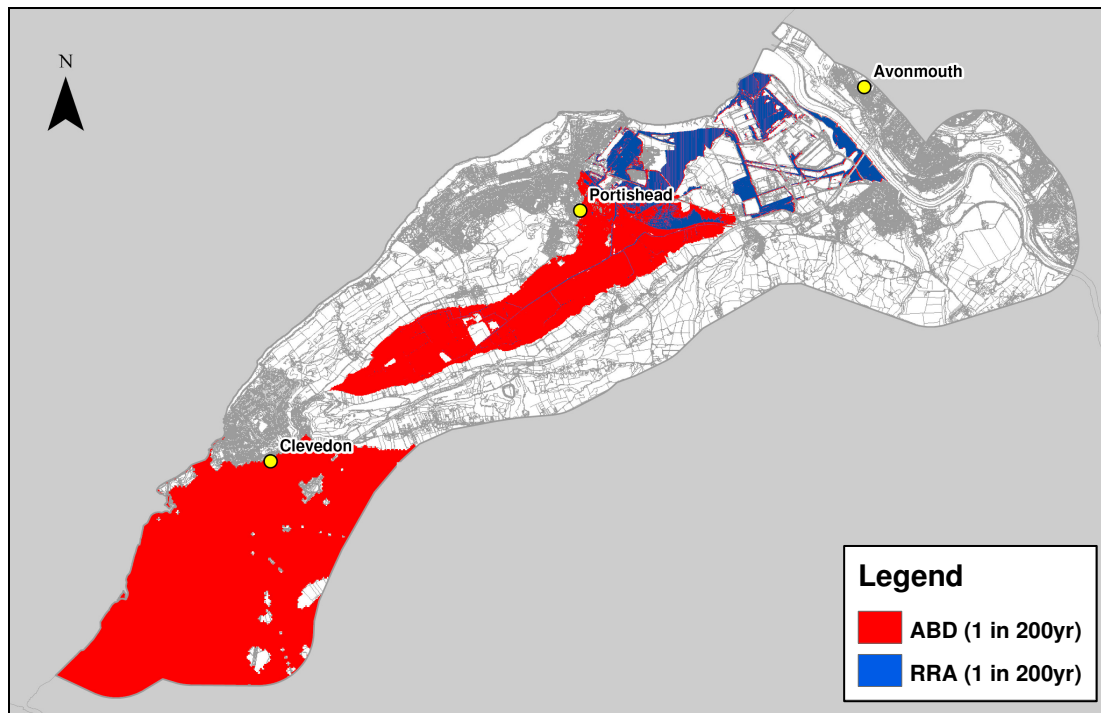 N
Avonmouth
Portishead
Clevedon
Legend
ABD (1 in 200yr)
RRA (1 in 200yr)